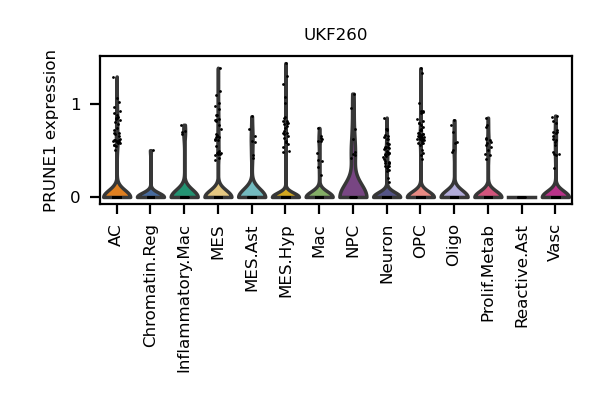 UKF260
PRUNE1 expression
1
0
AC
Chromatin.Reg
Inflammatory.Mac
MES
MES.Ast
MES.Hyp
Mac
NPC
Neuron
OPC
Oligo
Prolif.Metab
Reactive.Ast
Vasc